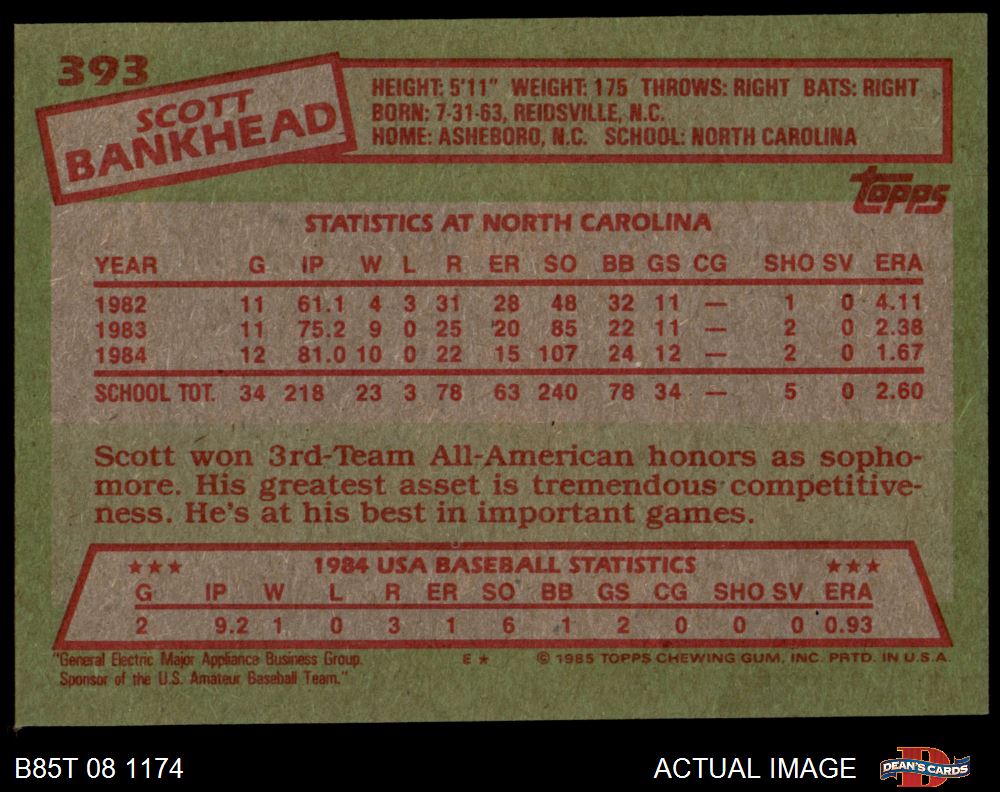 393
SCOTT
BANKHEAD
HEIGHT: 5'11" WEIGHT: 175 THROWS: RIGHT BATS: RIGHT
BORN: 7-31-63, REIDSVILLE, N.C.
HOME: ASHEBORO, N.C. SCHOOL: NORTH CAROLINA
Topps
STATISTICS AT NORTH CAROLINA
YEAR G IP W L R ER SO BB GS CG SHO SV ERA
1982 11 61.1 4 3 31 28 48 32 11 — 1 0 4.11
1983 11 75.2 9 0 25 20 85 22 11 — 2 0 2.38
1984 12 81.0 10 0 22 15 107 24 12 — 2 0 1.67
SCHOOL TOT. 34 218 23 3 78 63 240 78 34 — 5 0 2.60
Scott won 3rd-Team All-American honors as sopho-
more. His greatest asset is tremendous competitive-
ness. He's at his best in important games.
★★★ 1984 USA BASEBALL STATISTICS ★★★
G IP W L R ER SO BB GS CG SHO SV ERA
2 9.2 1 0 3 1 6 1 2 0 0 0 0.93
"General Electric Major Appliance Business Group.
Sponsor of the U.S. Amateur Baseball Team."
E ★ © 1985 TOPPS CHEWING GUM, INC. PRTD. IN U.S.A.
B85T 08 1174
ACTUAL IMAGE
D DEAN'S CARDS